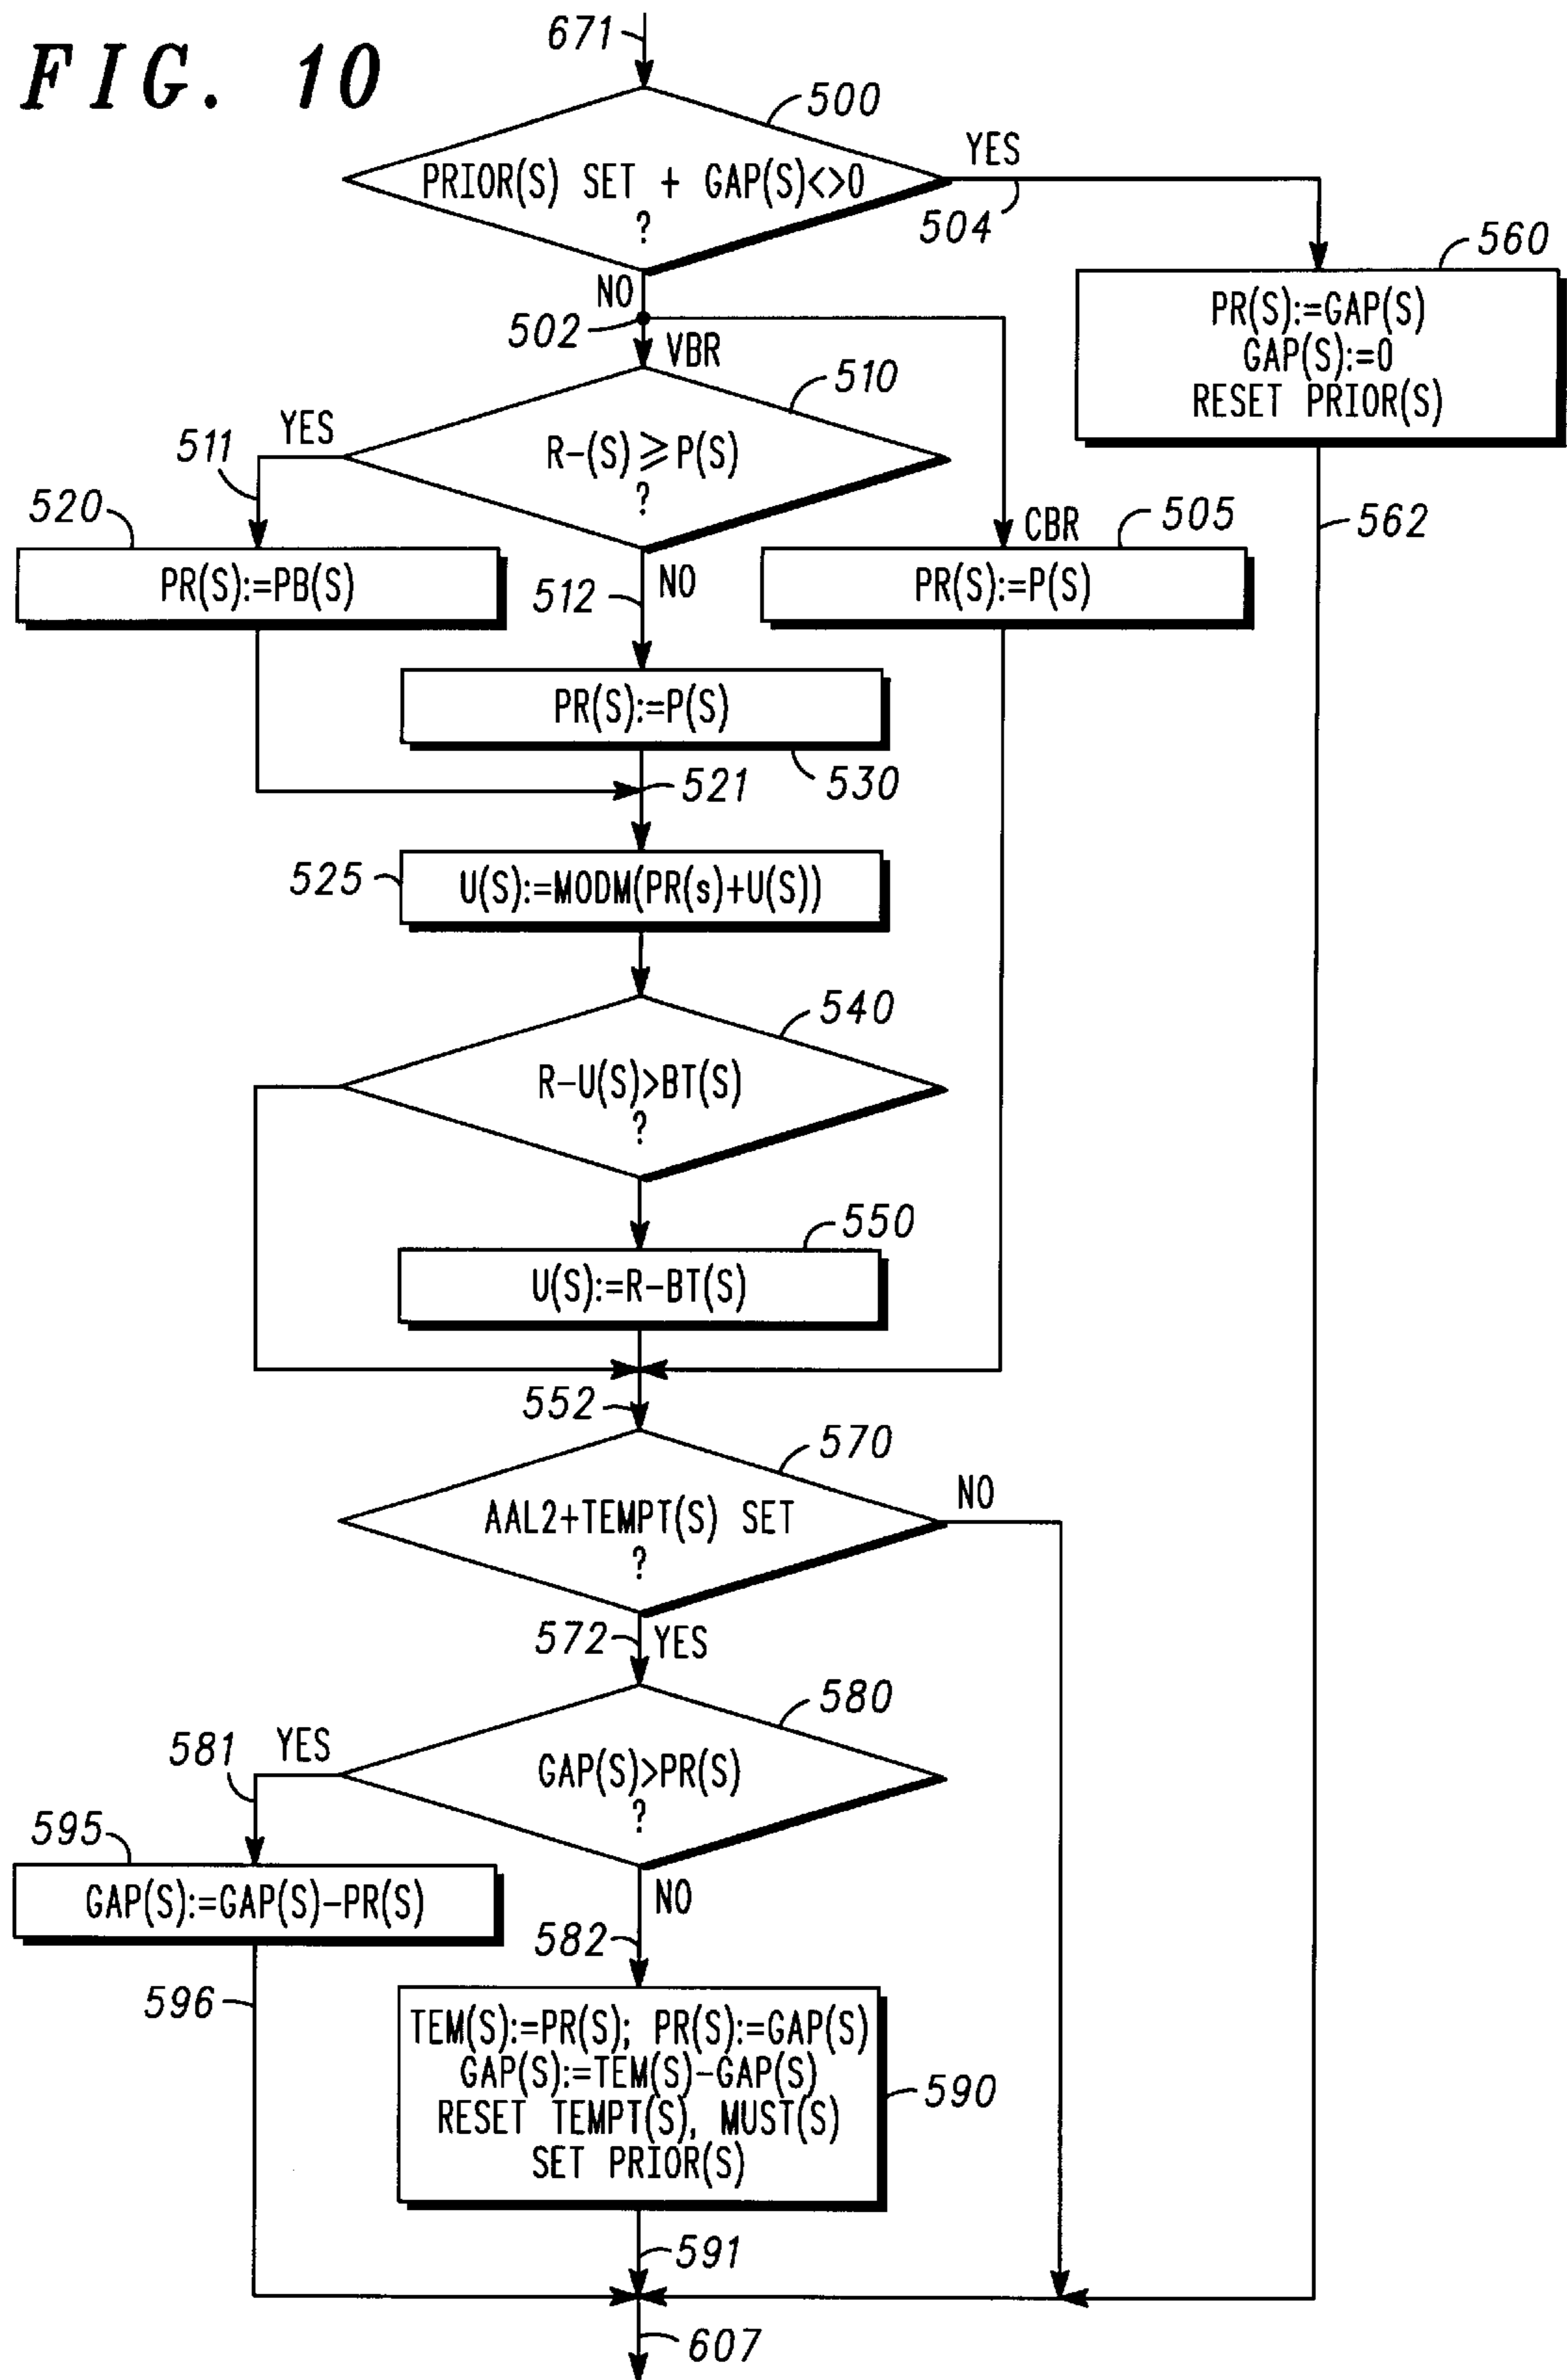 FIG. 10
671
500
PRIOR(S) SET + GAP(S)<>0
?
YES
504
NO
502
VBR
560
PR(S):=GAP(S)
GAP(S):=0
RESET PRIOR(S)
562
510
R-(S)⩾P(S)
?
YES
511
520
PR(S):=PB(S)
512
NO
CBR
505
PR(S):=P(S)
PR(S):=P(S)
530
521
525
U(S):=MODM(PR(s)+U(S))
540
R-U(S)>BT(S)
?
550
U(S):=R-BT(S)
552
570
AAL2+TEMPT(S) SET
?
NO
572
YES
580
GAP(S)>PR(S)
?
YES
581
595
GAP(S):=GAP(S)-PR(S)
596
NO
582
TEM(S):=PR(S); PR(S):=GAP(S)
GAP(S):=TEM(S)-GAP(S)
RESET TEMPT(S), MUST(S)
SET PRIOR(S)
590
591
607